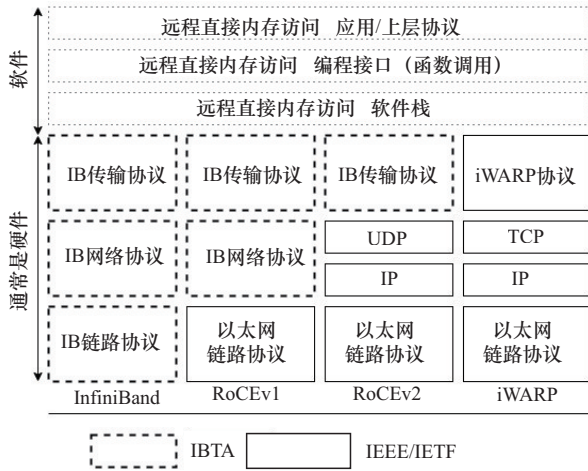 软件
远程直接内存访问 应用/上层协议
远程直接内存访问 编程接口（函数调用）
远程直接内存访问 软件栈
通常是硬件
IB传输协议 IB传输协议 IB传输协议 iWARP协议
IB网络协议 IB网络协议 UDP TCP
IP IP
IB链路协议 以太网 以太网 以太网
链路协议 链路协议 链路协议
InfiniBand RoCEv1 RoCEv2 iWARP
IBTA IEEE/IETF